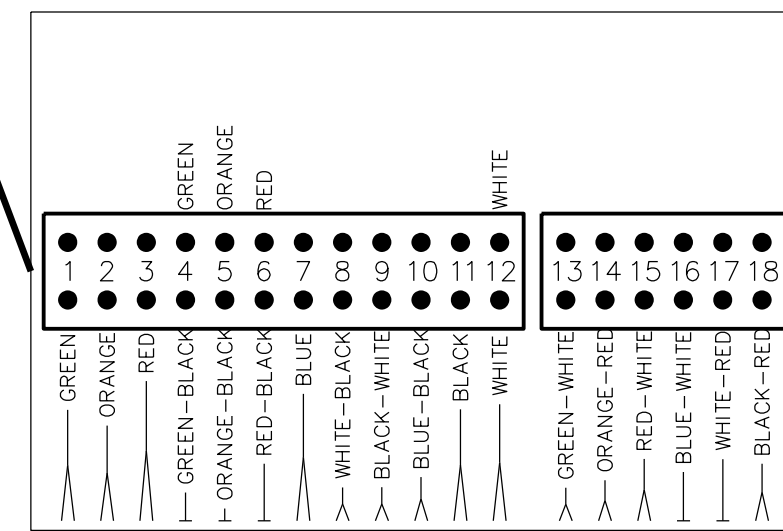 GREEN ORANGE RED WHITE
1 2 3 4 5 6 7 8 9 10 11 12 13 14 15 16 17 18
GREEN
ORANGE
RED
GREEN-BLACK
ORANGE-BLACK
RED-BLACK
BLUE
WHITE-BLACK
BLACK-WHITE
BLUE-BLACK
BLACK
WHITE
GREEN-WHITE
ORANGE-RED
RED-WHITE
BLUE-WHITE
WHITE-RED
BLACK-RED